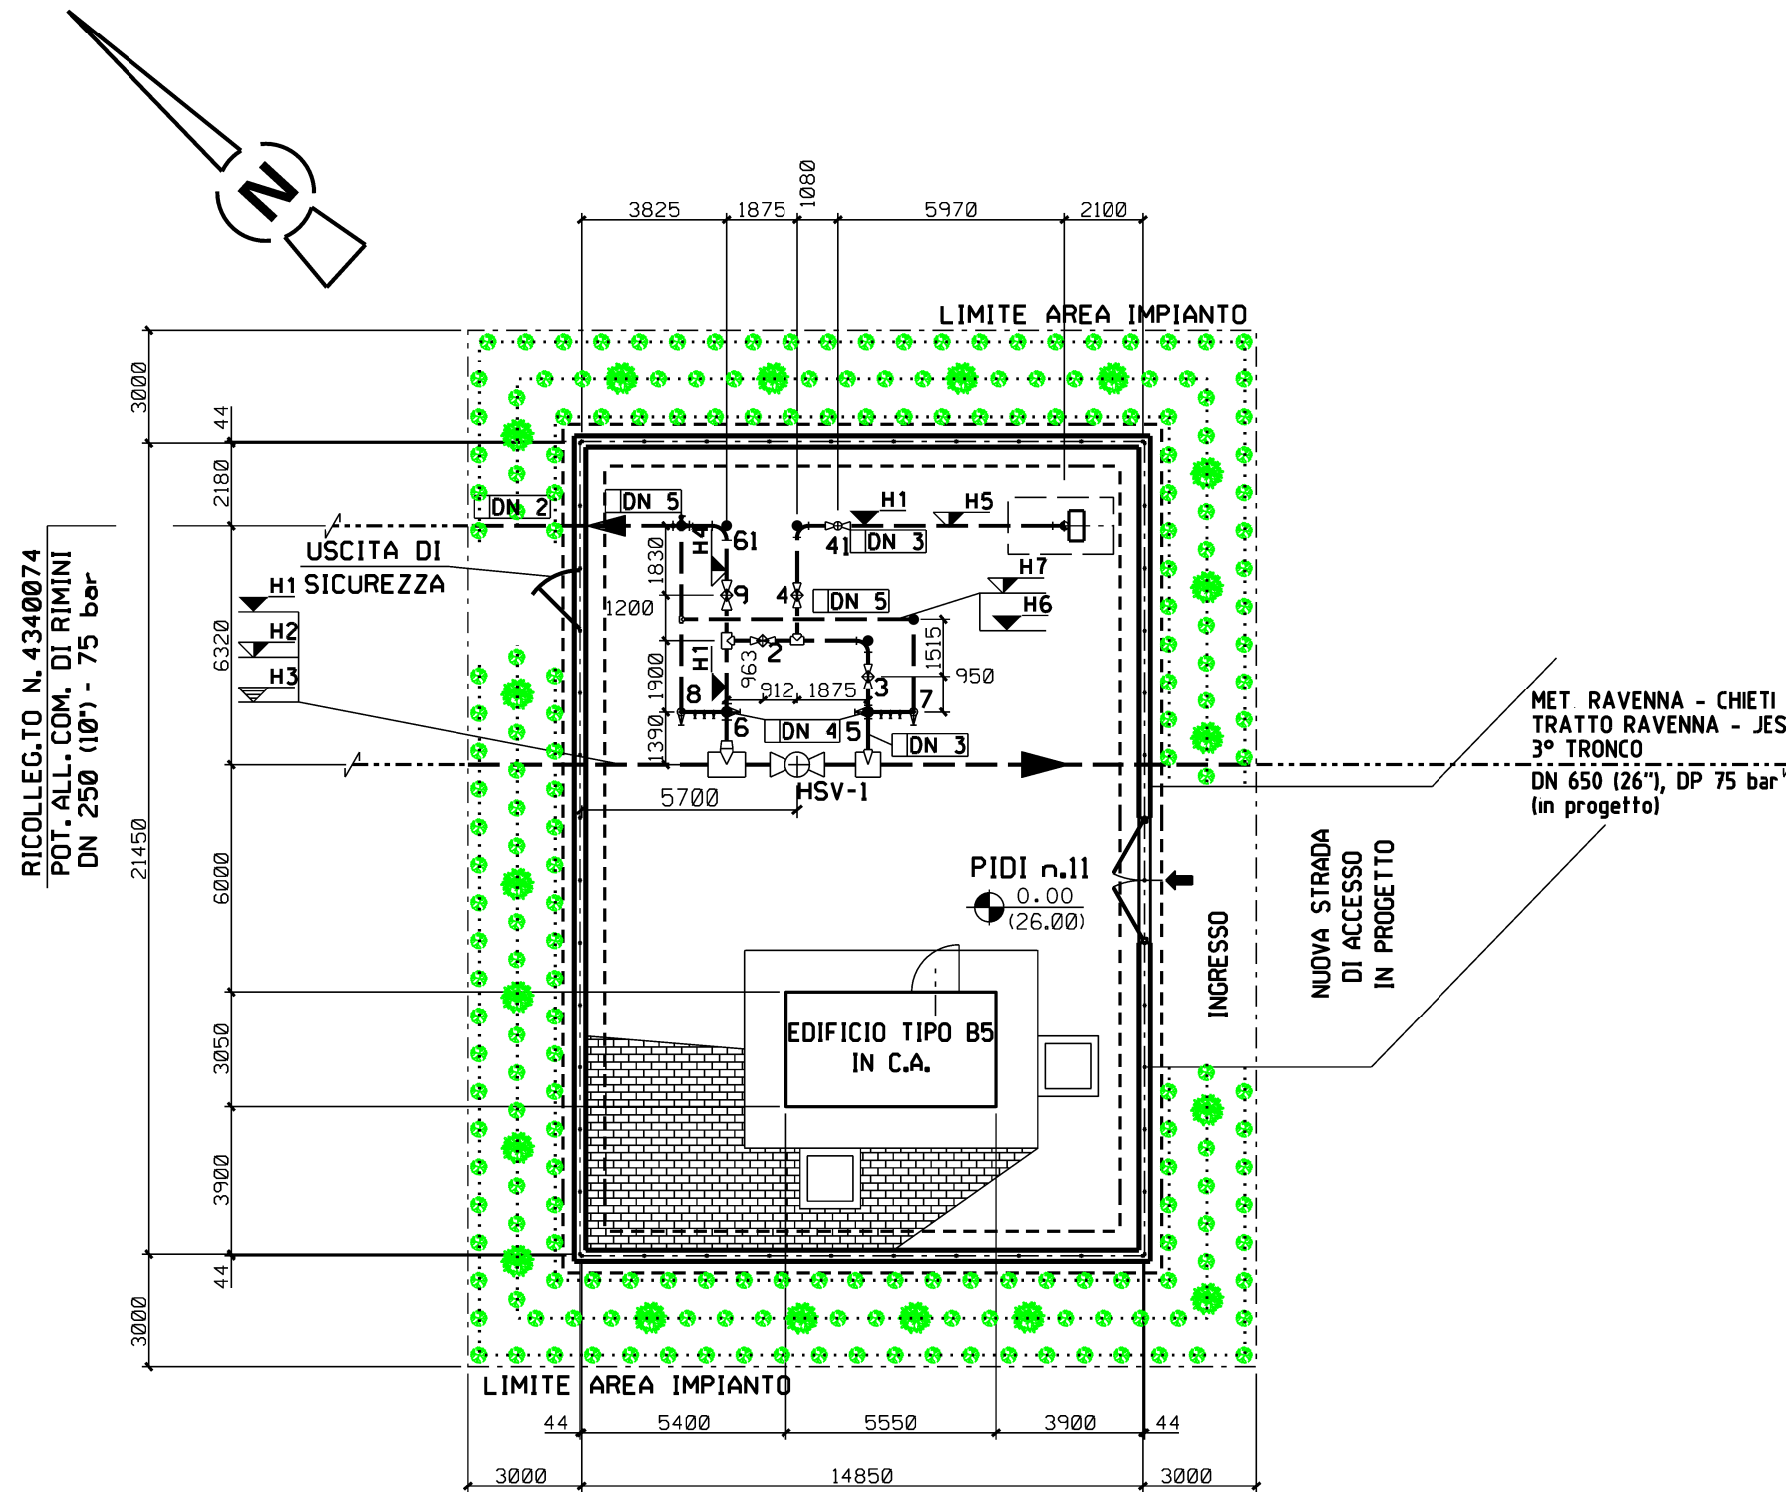 N
1080
3825
1875
5970
2100
LIMITE AREA IMPIANTO
3000
44
2180
DN 2
DN 5
H1
H5
61
41
DN 3
H4
USCITA DI
SICUREZZA
1830
9
4
DN 5
H7
H6
1200
H1
H2
H3
6320
2
1515
H1
963
3
950
1900
912
1875
8
7
6
DN 4
5
DN 3
1390
HSV-1
5700
RICOLLEG.TO N. 4340074
POT. ALL. COM. DI RIMINI
DN 250 (10") - 75 bar
MET. RAVENNA - CHIETI
TRATTO RAVENNA - JES
3° TRONCO
DN 650 (26"), DP 75 bar
(in progetto)
21450
6000
PIDI n.11
0.00
(26.00)
INGRESSO
NUOVA STRADA
DI ACCESSO
IN PROGETTO
EDIFICIO TIPO B5
IN C.A.
3050
3900
44
3000
LIMITE AREA IMPIANTO
44
5400
5550
3900
44
3000
14850
3000